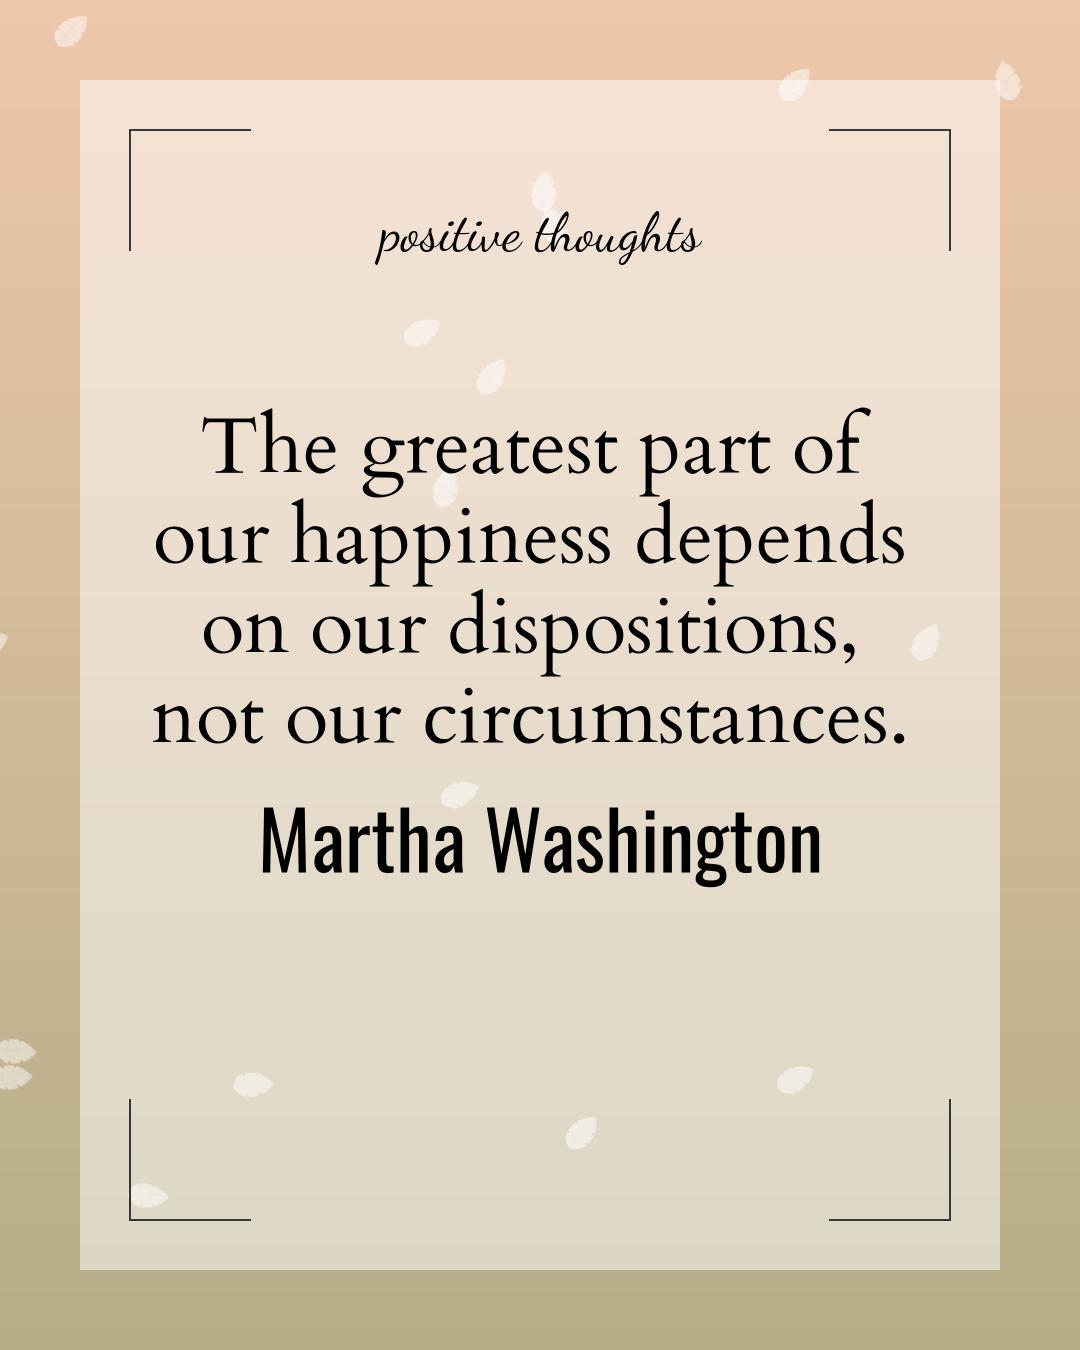 positive thoughts
The greatest part of
our happiness depends
on our dispositions,
not our circumstances.
Martha Washington